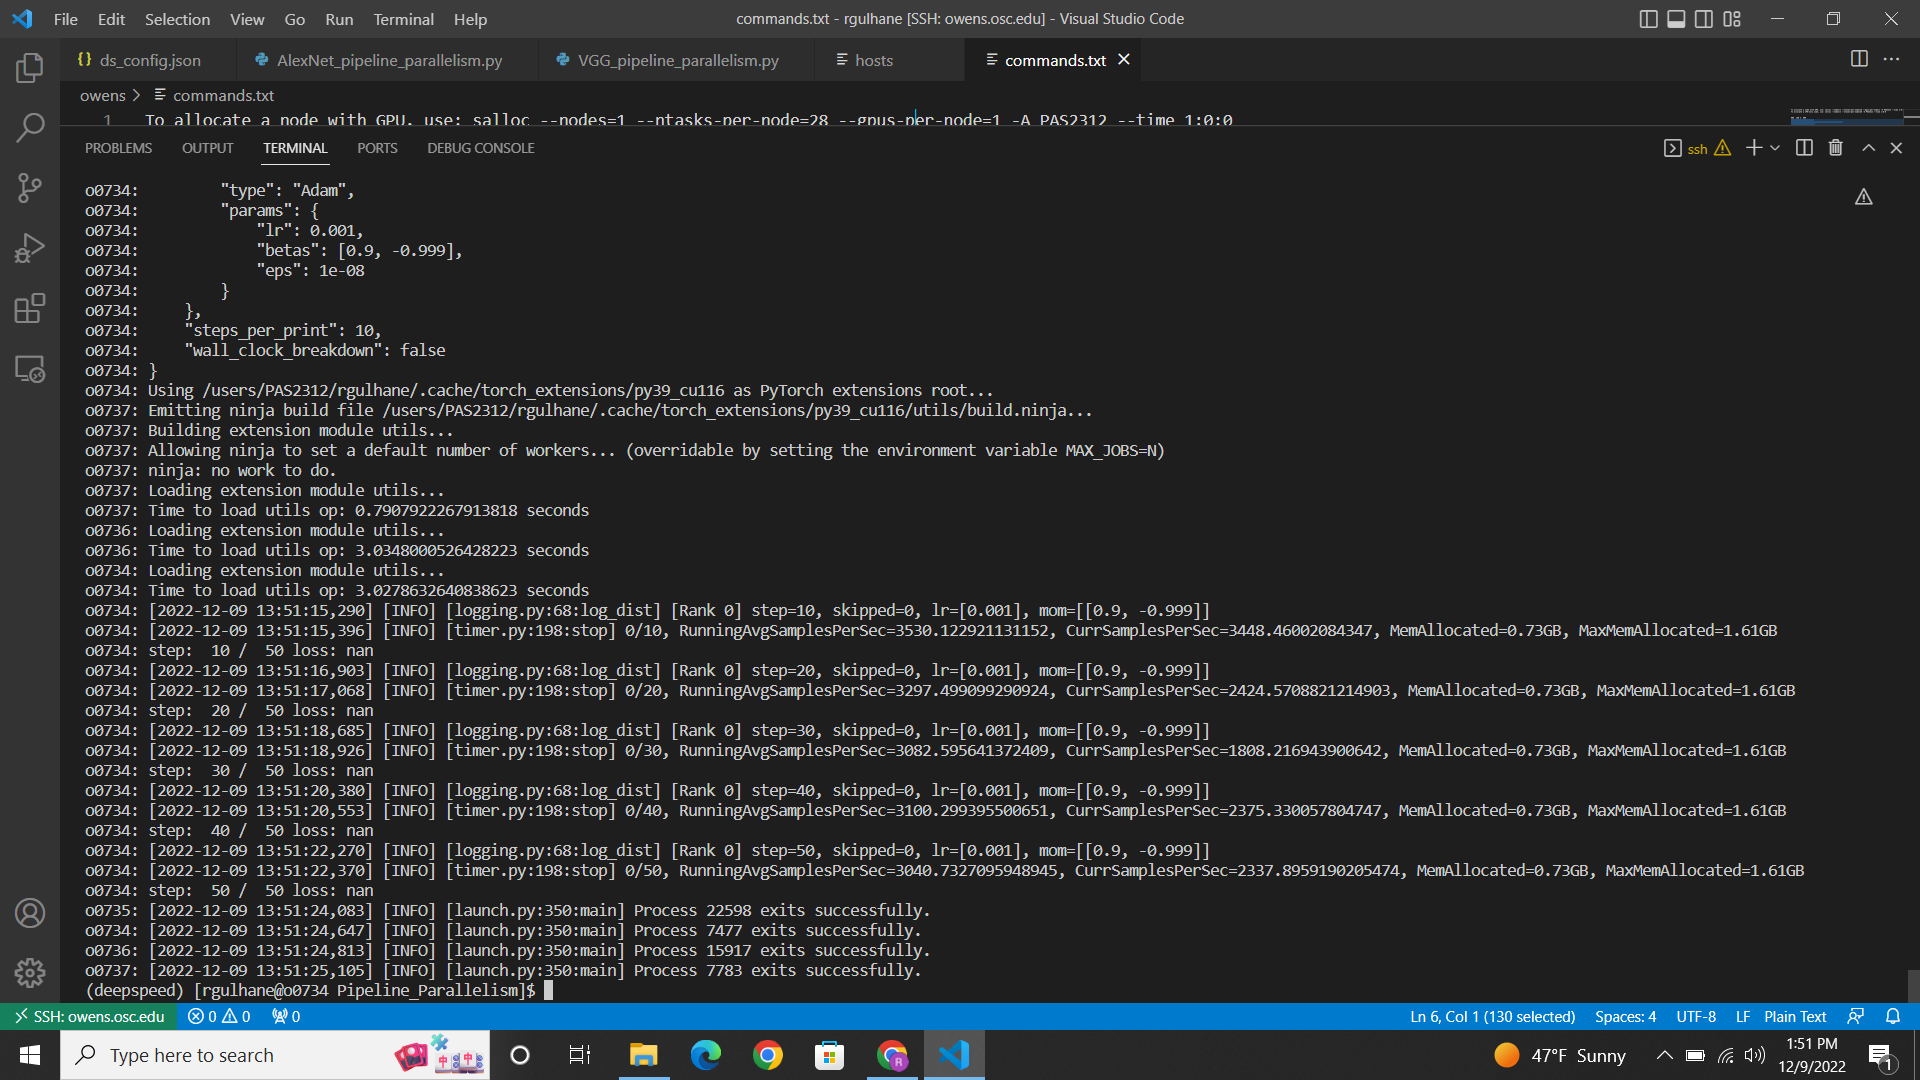 File Edit Selection View Go Run Terminal Help
commands.txt - rgulhane [SSH: owens.osc.edu] - Visual Studio Code
ds_config.json
AlexNet_pipeline_parallelism.py
VGG_pipeline_parallelism.py
hosts
commands.txt
owens > commands.txt
1 To allocate a node with GPU, use: salloc --nodes=1 --ntasks-per-node=28 --gpus-per-node=1 -A PAS2312 --time 1:0:0
PROBLEMS OUTPUT TERMINAL PORTS DEBUG CONSOLE
ssh
o0734:         "type": "Adam",
o0734:         "params": {
o0734:             "lr": 0.001,
o0734:             "betas": [0.9, -0.999],
o0734:             "eps": 1e-08
o0734:         }
o0734:     },
o0734:     "steps_per_print": 10,
o0734:     "wall_clock_breakdown": false
o0734: }
o0734: Using /users/PAS2312/rgulhane/.cache/torch_extensions/py39_cu116 as PyTorch extensions root...
o0737: Emitting ninja build file /users/PAS2312/rgulhane/.cache/torch_extensions/py39_cu116/utils/build.ninja...
o0737: Building extension module utils...
o0737: Allowing ninja to set a default number of workers... (overridable by setting the environment variable MAX_JOBS=N)
o0737: ninja: no work to do.
o0737: Loading extension module utils...
o0737: Time to load utils op: 0.7907922267913818 seconds
o0736: Loading extension module utils...
o0736: Time to load utils op: 3.0348000526428223 seconds
o0734: Loading extension module utils...
o0734: Time to load utils op: 3.0278632640838623 seconds
o0734: [2022-12-09 13:51:15,290] [INFO] [logging.py:68:log_dist] [Rank 0] step=10, skipped=0, lr=[0.001], mom=[[0.9, -0.999]]
o0734: [2022-12-09 13:51:15,396] [INFO] [timer.py:198:stop] 0/10, RunningAvgSamplesPerSec=3530.122921131152, CurrSamplesPerSec=3448.46002084347, MemAllocated=0.73GB, MaxMemAllocated=1.61GB
o0734: step:  10 /  50 loss: nan
o0734: [2022-12-09 13:51:16,903] [INFO] [logging.py:68:log_dist] [Rank 0] step=20, skipped=0, lr=[0.001], mom=[[0.9, -0.999]]
o0734: [2022-12-09 13:51:17,068] [INFO] [timer.py:198:stop] 0/20, RunningAvgSamplesPerSec=3297.499099290924, CurrSamplesPerSec=2424.5708821214903, MemAllocated=0.73GB, MaxMemAllocated=1.61GB
o0734: step:  20 /  50 loss: nan
o0734: [2022-12-09 13:51:18,685] [INFO] [logging.py:68:log_dist] [Rank 0] step=30, skipped=0, lr=[0.001], mom=[[0.9, -0.999]]
o0734: [2022-12-09 13:51:18,926] [INFO] [timer.py:198:stop] 0/30, RunningAvgSamplesPerSec=3082.595641372409, CurrSamplesPerSec=1808.216943900642, MemAllocated=0.73GB, MaxMemAllocated=1.61GB
o0734: step:  30 /  50 loss: nan
o0734: [2022-12-09 13:51:20,380] [INFO] [logging.py:68:log_dist] [Rank 0] step=40, skipped=0, lr=[0.001], mom=[[0.9, -0.999]]
o0734: [2022-12-09 13:51:20,553] [INFO] [timer.py:198:stop] 0/40, RunningAvgSamplesPerSec=3100.299395500651, CurrSamplesPerSec=2375.330057804747, MemAllocated=0.73GB, MaxMemAllocated=1.61GB
o0734: step:  40 /  50 loss: nan
o0734: [2022-12-09 13:51:22,270] [INFO] [logging.py:68:log_dist] [Rank 0] step=50, skipped=0, lr=[0.001], mom=[[0.9, -0.999]]
o0734: [2022-12-09 13:51:22,370] [INFO] [timer.py:198:stop] 0/50, RunningAvgSamplesPerSec=3040.7327095948945, CurrSamplesPerSec=2337.8959190205474, MemAllocated=0.73GB, MaxMemAllocated=1.61GB
o0734: step:  50 /  50 loss: nan
o0735: [2022-12-09 13:51:24,083] [INFO] [launch.py:350:main] Process 22598 exits successfully.
o0734: [2022-12-09 13:51:24,647] [INFO] [launch.py:350:main] Process 7477 exits successfully.
o0736: [2022-12-09 13:51:24,813] [INFO] [launch.py:350:main] Process 15917 exits successfully.
o0737: [2022-12-09 13:51:25,105] [INFO] [launch.py:350:main] Process 7783 exits successfully.
(deepspeed) [rgulhane@o0734 Pipeline_Parallelism]$
SSH: owens.osc.edu 0 0 0 Ln 6, Col 1 (130 selected) Spaces: 4 UTF-8 LF Plain Text
Type here to search
R
47°F Sunny
1:51 PM
12/9/2022
1